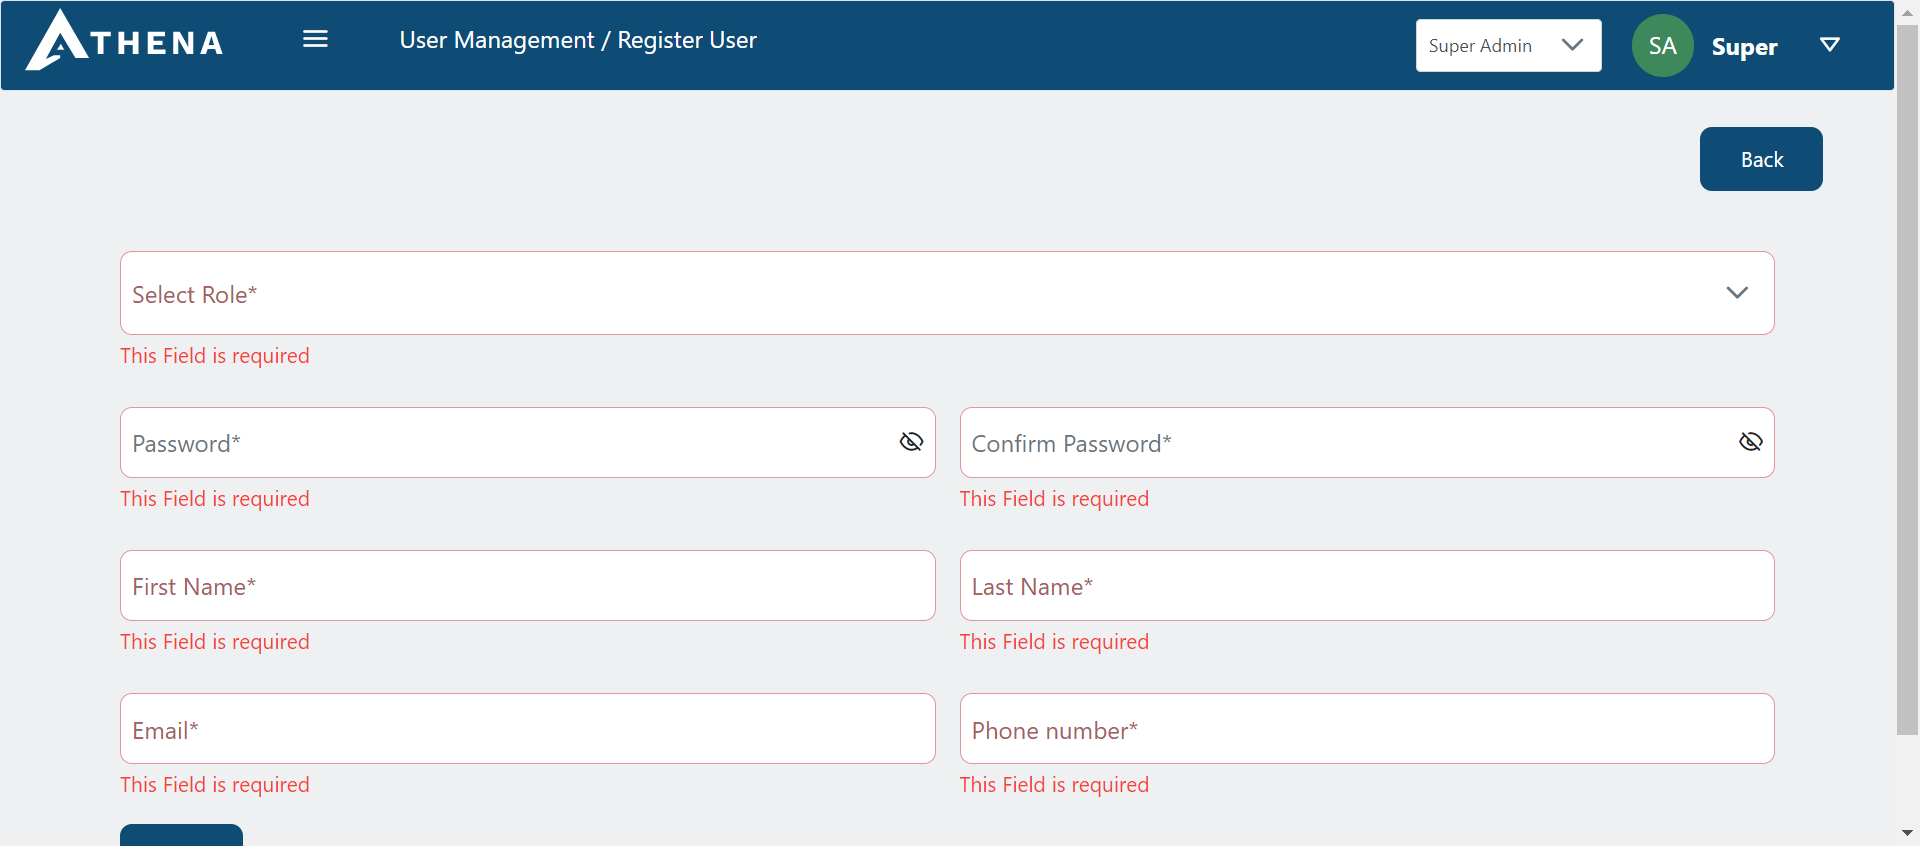 ATHENA
User Management / Register User
Super Admin
SA
Super
Back
Select Role*
This Field is required
Password*
Confirm Password*
This Field is required
This Field is required
First Name*
Last Name*
This Field is required
This Field is required
Email*
Phone number*
This Field is required
This Field is required